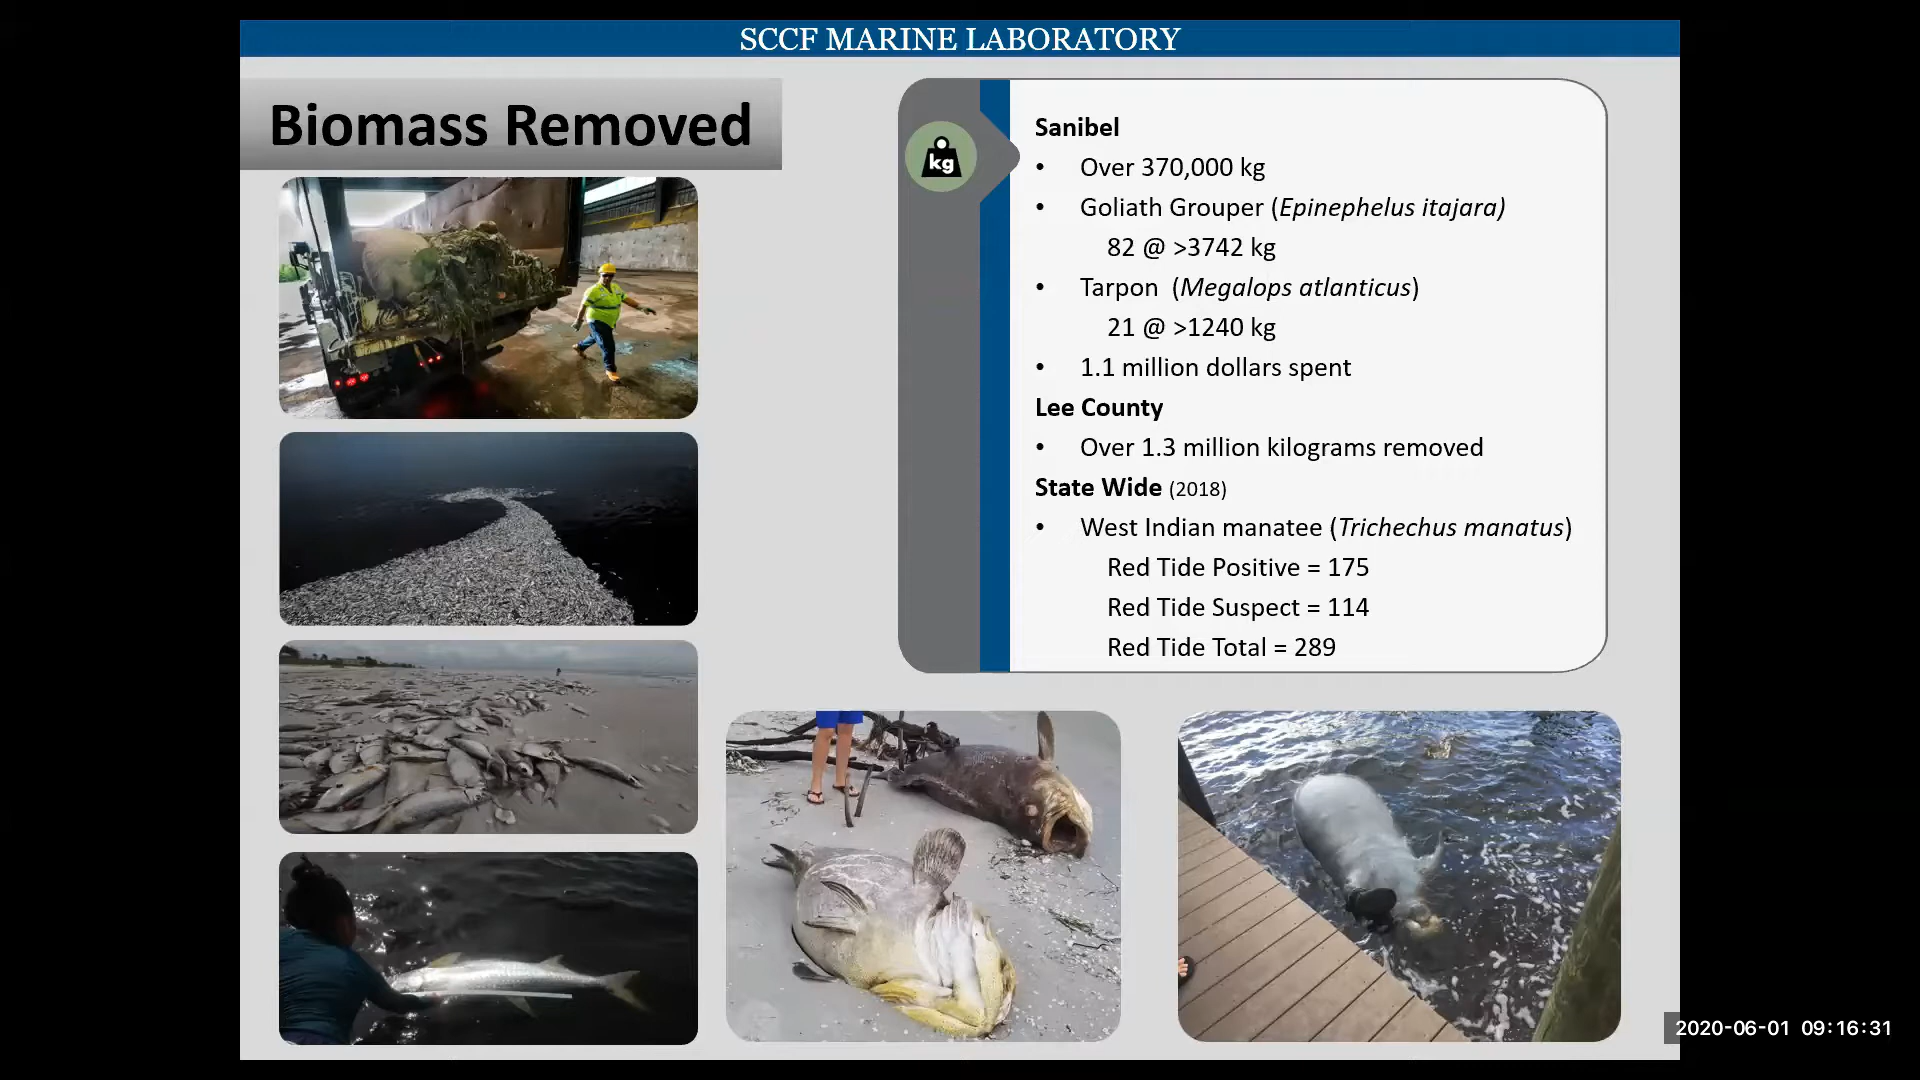 SCCF MARINE LABORATORY
Biomass Removed
kg
Sanibel
• Over 370,000 kg
• Goliath Grouper (Epinephelus itajara)
82 @ >3742 kg
• Tarpon (Megalops atlanticus)
21 @ >1240 kg
• 1.1 million dollars spent
Lee County
• Over 1.3 million kilograms removed
State Wide (2018)
• West Indian manatee (Trichechus manatus)
Red Tide Positive = 175
Red Tide Suspect = 114
Red Tide Total = 289
2020-06-01 09:16:31